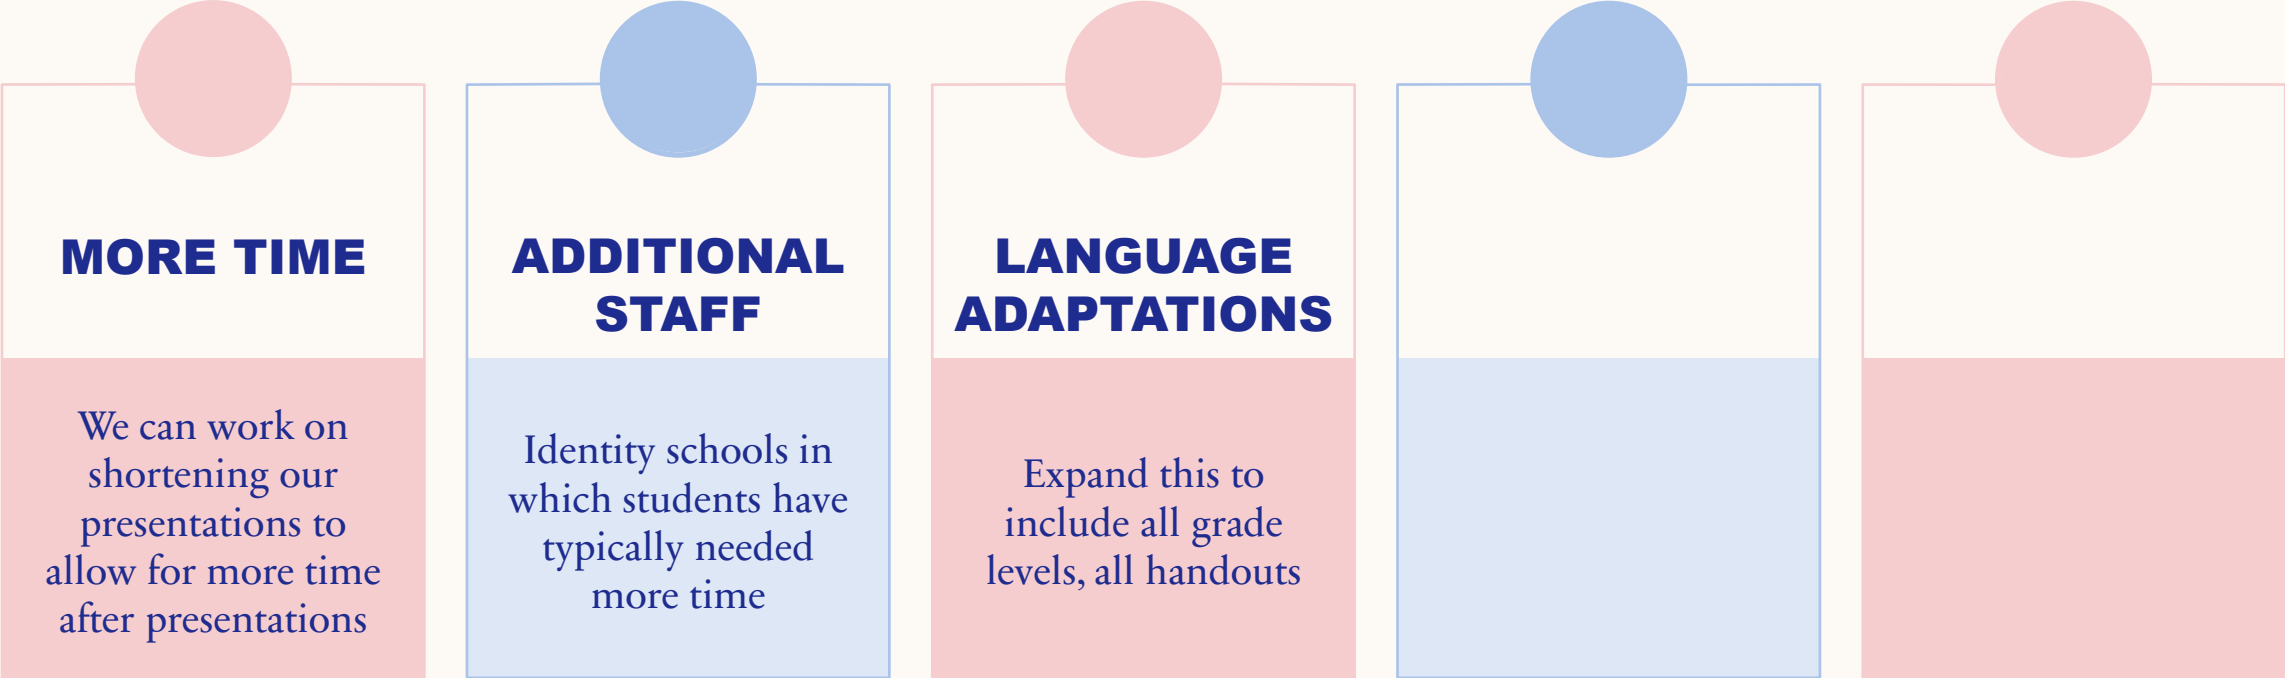 MORE TIME
We can work on
shortening our
presentations to
allow for more time
after presentations
ADDITIONAL
STAFF
Identity schools in
which students have
typically needed
more time
LANGUAGE
ADAPTATIONS
Expand this to
include all grade
levels, all handouts